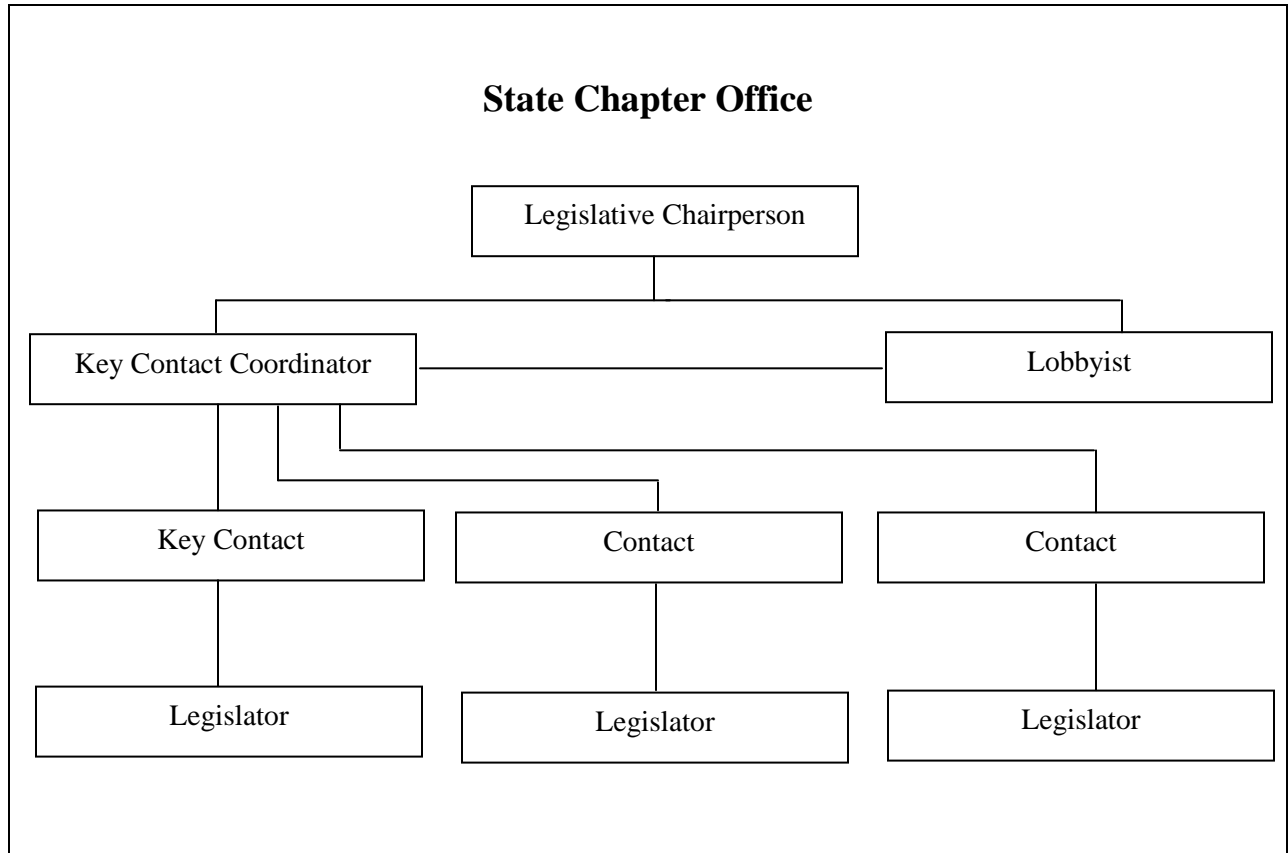 State Chapter Office
Legislative Chairperson
Key Contact Coordinator
Lobbyist
Key Contact
Contact
Contact
Legislator
Legislator
Legislator